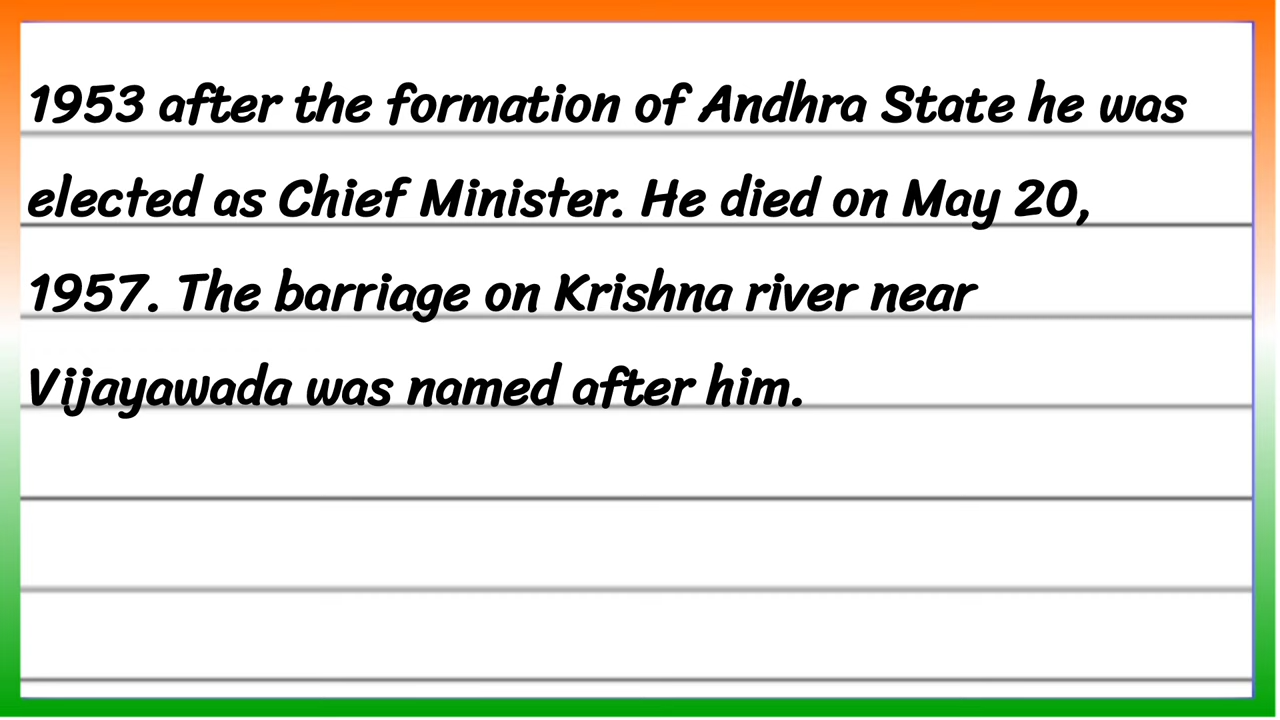 1953 after the formation of Andhra State he was
elected as Chief Minister. He died on May 20,
1957. The barriage on Krishna river near
Vijayawada was named after him.